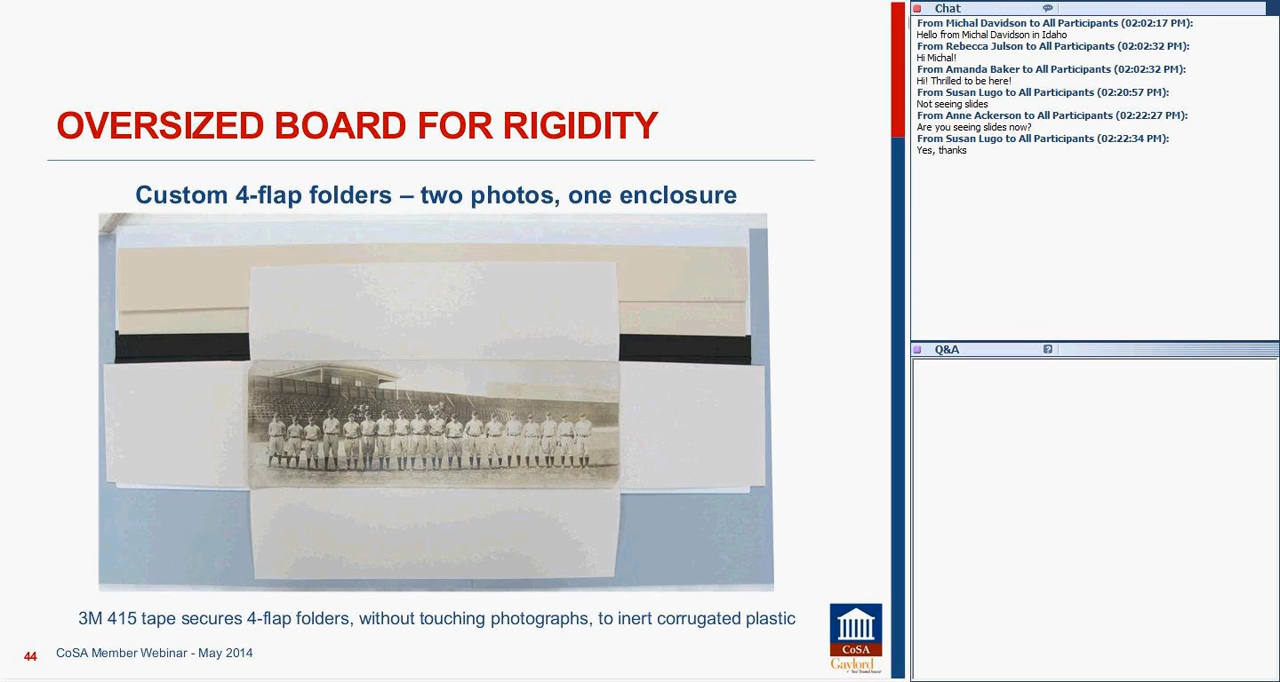 OVERSIZED BOARD FOR RIGIDITY
Custom 4-flap folders – two photos, one enclosure
3M 415 tape secures 4-flap folders, without touching photographs, to inert corrugated plastic
44 CoSA Member Webinar - May 2014
CoSA
Gaylord
Chat
From Michal Davidson to All Participants (02:02:17 PM):
Hello from Michal Davidson in Idaho
From Rebecca Julson to All Participants (02:02:32 PM):
Hi Michal!
From Amanda Baker to All Participants (02:02:32 PM):
Hi! Thrilled to be here!
From Susan Lugo to All Participants (02:20:57 PM):
Not seeing slides
From Anne Ackerson to All Participants (02:22:27 PM):
Are you seeing slides now?
From Susan Lugo to All Participants (02:22:34 PM):
Yes, thanks
Q&A